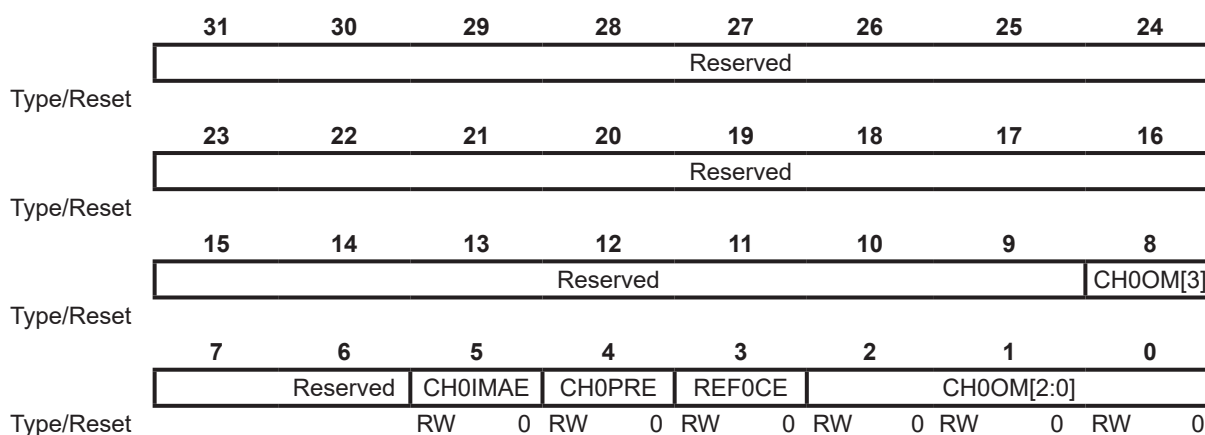 31 30 29 28 27 26 25 24
Reserved
Type/Reset
23 22 21 20 19 18 17 16
Reserved
Type/Reset
15 14 13 12 11 10 9 8
Reserved CH0OM[3]
Type/Reset
7 6 5 4 3 2 1 0
Reserved CH0IMAE CH0PRE REF0CE CH0OM[2:0]
Type/Reset RW 0 RW 0 RW 0 RW 0 RW 0 RW 0